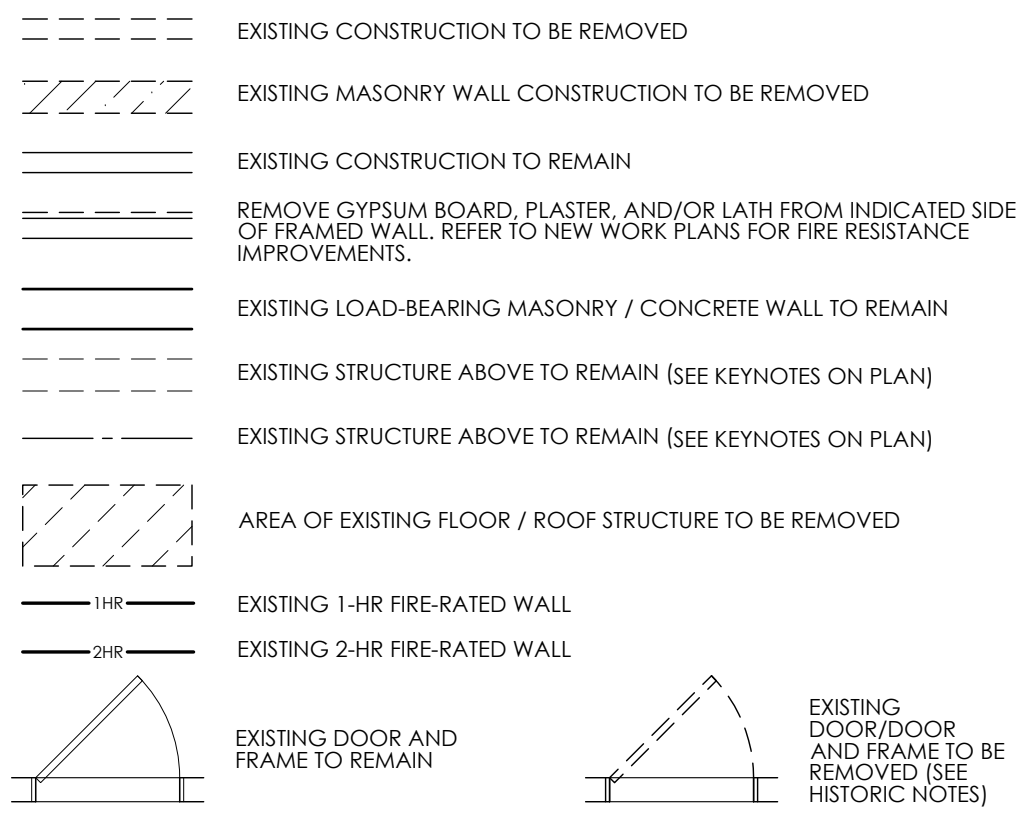 EXISTING CONSTRUCTION TO BE REMOVED
EXISTING MASONRY WALL CONSTRUCTION TO BE REMOVED
EXISTING CONSTRUCTION TO REMAIN
REMOVE GYPSUM BOARD, PLASTER, AND/OR LATH FROM INDICATED SIDE
OF FRAMED WALL. REFER TO NEW WORK PLANS FOR FIRE RESISTANCE
IMPROVEMENTS.
EXISTING LOAD-BEARING MASONRY / CONCRETE WALL TO REMAIN
EXISTING STRUCTURE ABOVE TO REMAIN (SEE KEYNOTES ON PLAN)
EXISTING STRUCTURE ABOVE TO REMAIN (SEE KEYNOTES ON PLAN)
AREA OF EXISTING FLOOR / ROOF STRUCTURE TO BE REMOVED
1HR EXISTING 1-HR FIRE-RATED WALL
2HR EXISTING 2-HR FIRE-RATED WALL
EXISTING DOOR AND
FRAME TO REMAIN
EXISTING
DOOR/DOOR
AND FRAME TO BE
REMOVED (SEE
HISTORIC NOTES)